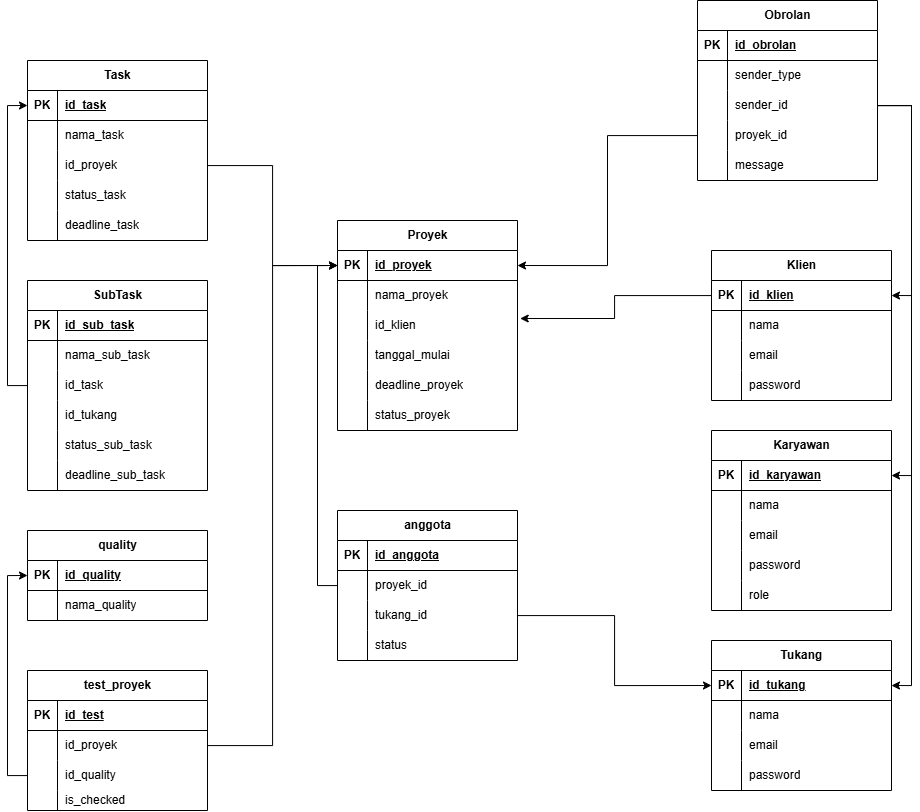 Obrolan
PK id_obrolan
sender_type
sender_id
proyek_id
message
Task
PK id_task
nama_task
id_proyek
status_task
deadline_task
Proyek
PK id_proyek
nama_proyek
id_klien
tanggal_mulai
deadline_proyek
status_proyek
Klien
PK id_klien
nama
email
password
SubTask
PK id_sub_task
nama_sub_task
id_task
id_tukang
status_sub_task
deadline_sub_task
Karyawan
PK id_karyawan
nama
email
password
role
anggota
PK id_anggota
proyek_id
tukang_id
status
quality
PK id_quality
nama_quality
Tukang
PK id_tukang
nama
email
password
test_proyek
PK id_test
id_proyek
id_quality
is_checked